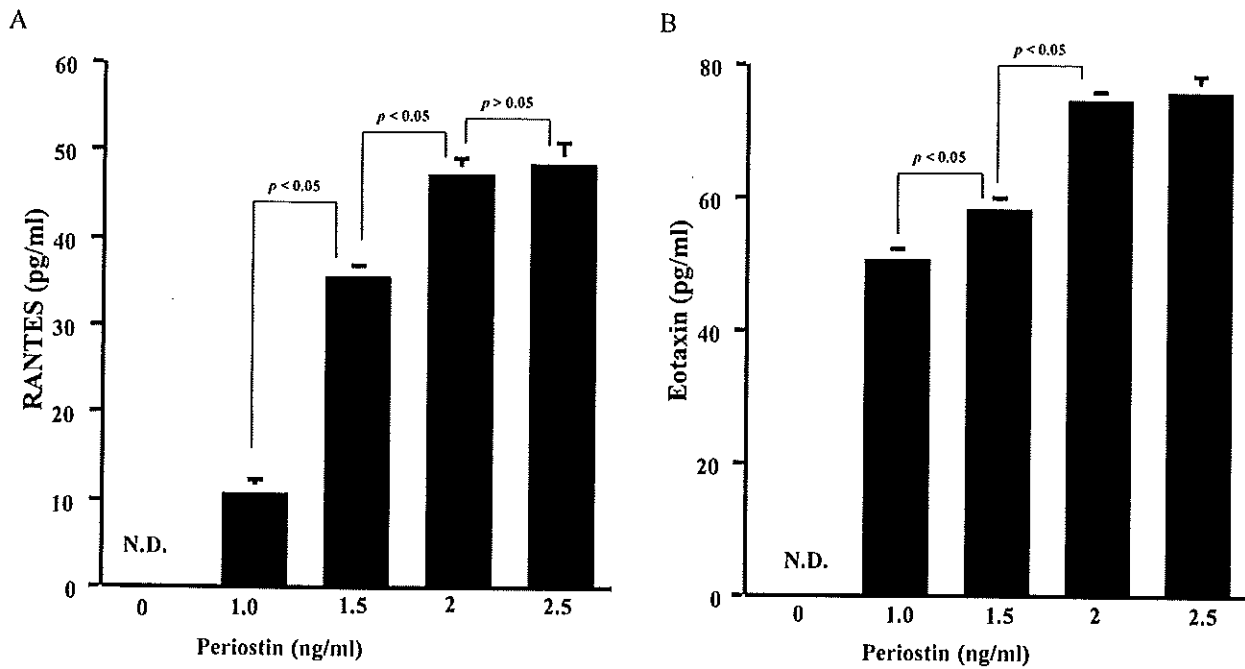 A
60
50
40
30
20
10
0
RANTES (pg/ml)
p < 0.05
p < 0.05
p > 0.05
N.D.
0 1.0 1.5 2 2.5
Periostin (ng/ml)
B
80
60
40
20
0
Eotaxin (pg/ml)
p < 0.05
p < 0.05
N.D.
0 1.0 1.5 2 2.5
Periostin (ng/ml)